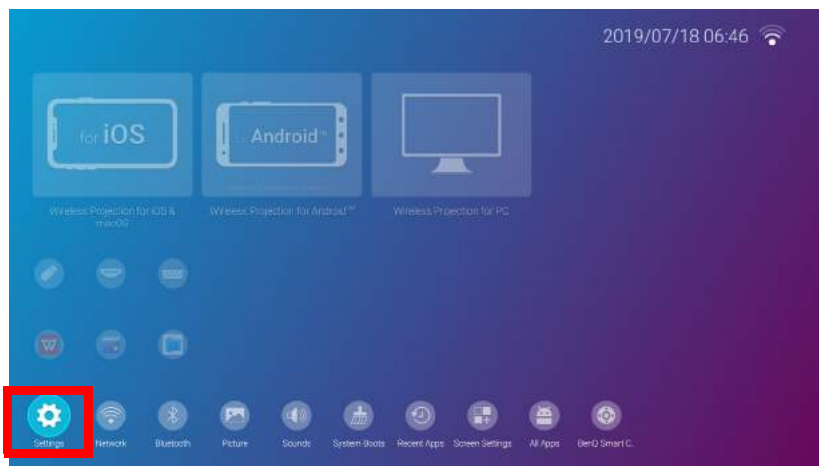 2019/07/18 06:46
for iOS
Android™
Wireless Projection for iOS &
macOS
Wireless Projection for Android™
Wireless Projection for PC
W
Settings
Network
Bluetooth
Picture
Sounds
System Boots
Recent Apps
Screen Settings
All Apps
BenQ Smart C..